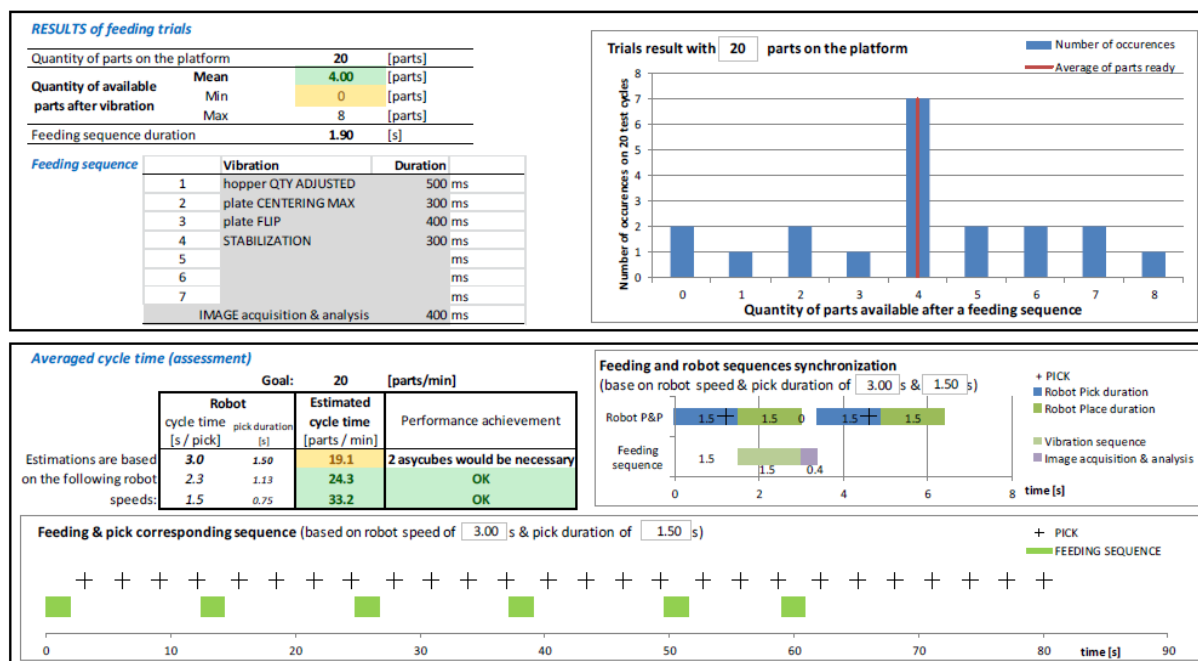 RESULTS of feeding trials
Quantity of parts on the platform 20 [parts]
Quantity of available parts after vibration
Mean 4.00 [parts]
Min 0 [parts]
Max 8 [parts]
Feeding sequence duration 1.90 [s]
Feeding sequence Vibration Duration
1 hopper QTY ADJUSTED 500 ms
2 plate CENTERING MAX 300 ms
3 plate FLIP 400 ms
4 STABILIZATION 300 ms
5 ms
6 ms
7 ms
IMAGE acquisition & analysis 400 ms
Trials result with 20 parts on the platform
Number of occurences
Average of parts ready
Number of occurences on 20 test cycles
8
7
6
5
4
3
2
1
0
0 1 2 3 4 5 6 7 8
Quantity of parts available after a feeding sequence
Averaged cycle time (assessment)
Goal: 20 [parts/min]
Robot Estimated cycle time [parts / min] Performance achievement
cycle time [s / pick] pick duration [s]
Estimations are based on the following robot speeds:
3.0 1.50 19.1 2 asycubes would be necessary
2.3 1.13 24.3 OK
1.5 0.75 33.2 OK
Feeding and robot sequences synchronization
(base on robot speed & pick duration of 3.00 s & 1.50 s)
+ PICK
Robot Pick duration
Robot Place duration
Vibration sequence
Image acquisition & analysis
Robot P&P 1.5 1.5 0 1.5 1.5
Feeding sequence 1.5 1.5 0.4
0 2 4 6 8 time [s]
Feeding & pick corresponding sequence (based on robot speed of 3.00 s & pick duration of 1.50 s)
+ PICK
FEEDING SEQUENCE
0 10 20 30 40 50 60 70 80 time [s] 90